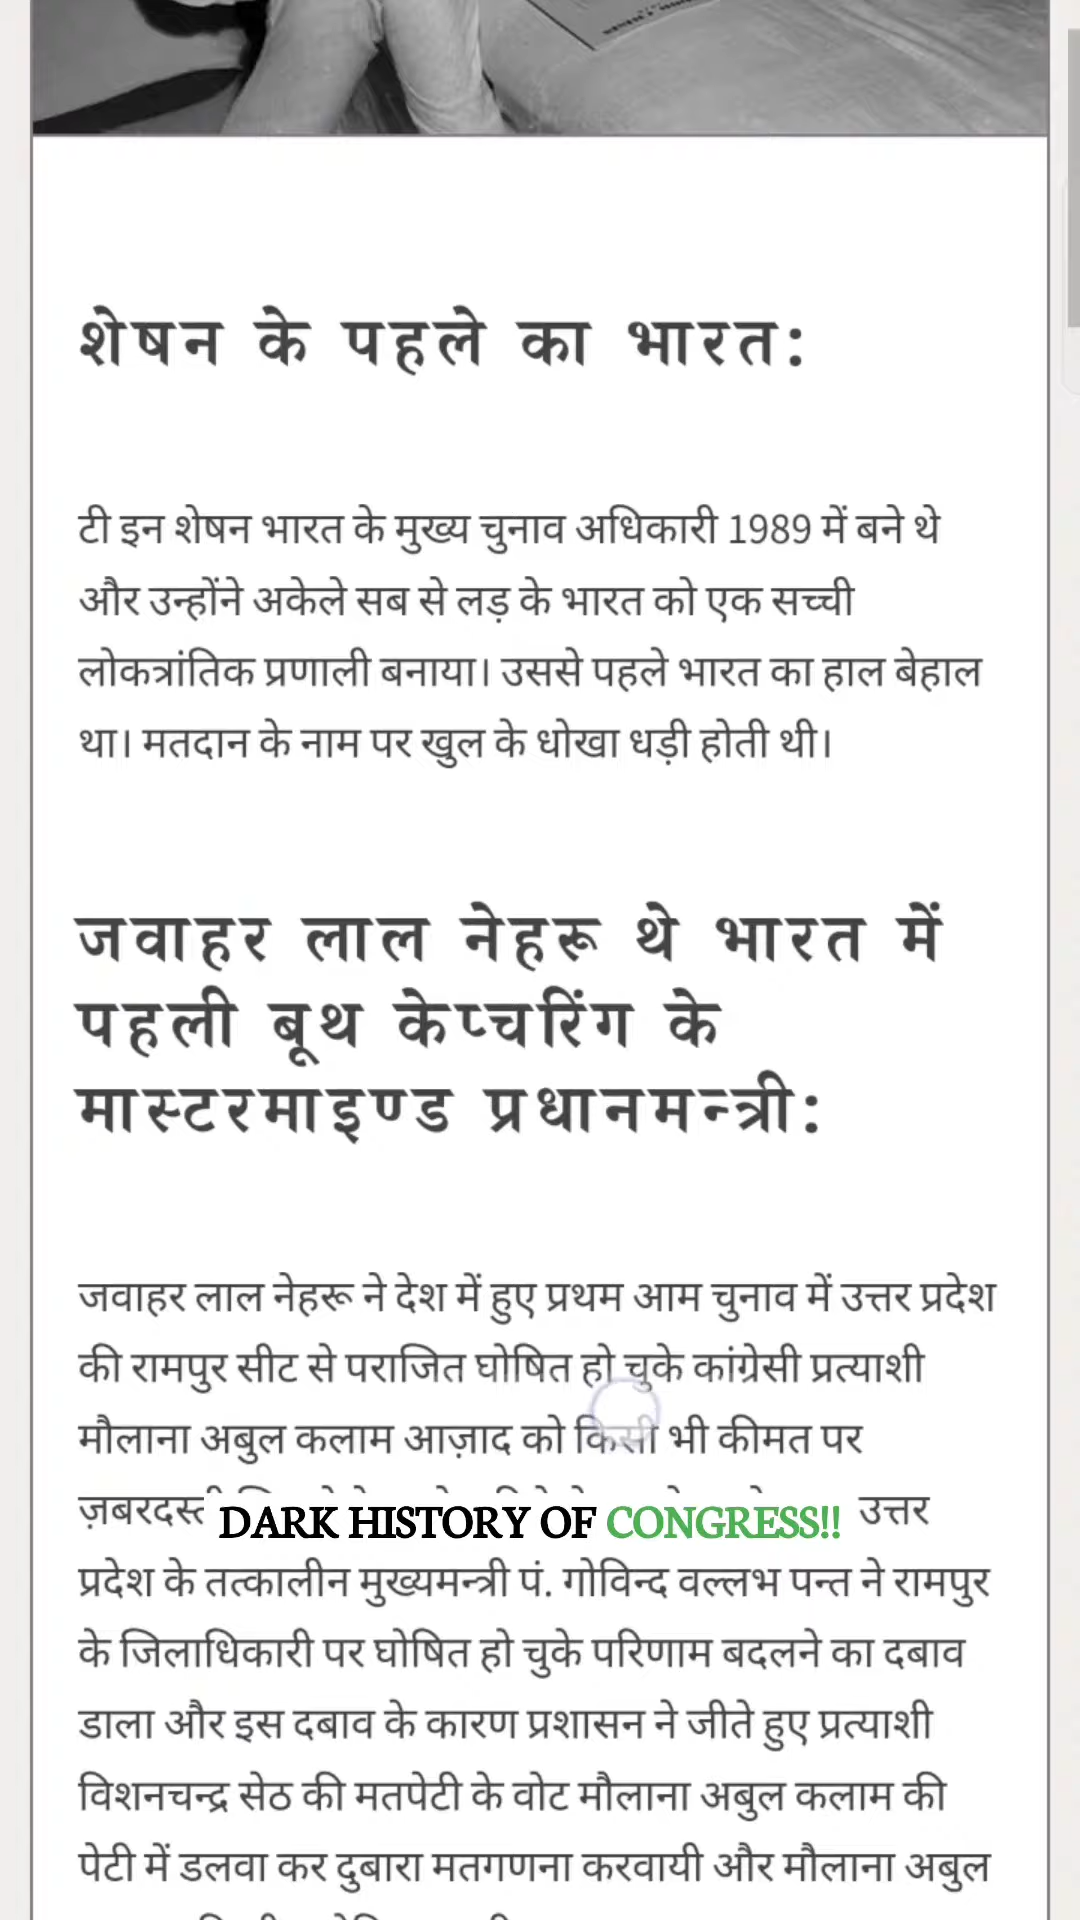 शेषन के पहले का भारत:
टी इन शेषन भारत के मुख्य चुनाव अधिकारी 1989 में बने थे
और उन्होंने अकेले सब से लड़ के भारत को एक सच्ची
लोकत्रांतिक प्रणाली बनाया। उससे पहले भारत का हाल बेहाल
था। मतदान के नाम पर खुल के धोखा धड़ी होती थी।
जवाहर लाल नेहरू थे भारत में
पहली बूथ केप्चरिंग के
मास्टरमाइण्ड प्रधानमन्त्री:
जवाहर लाल नेहरू ने देश में हुए प्रथम आम चुनाव में उत्तर प्रदेश
की रामपुर सीट से पराजित घोषित हो चुके कांग्रेसी प्रत्याशी
मौलाना अबुल कलाम आज़ाद को किसी भी कीमत पर
उत्तर
DARK HISTORY OF CONGRESS!!
प्रदेश के तत्कालीन मुख्यमन्त्री पं. गोविन्द वल्लभ पन्त ने रामपुर
के जिलाधिकारी पर घोषित हो चुके परिणाम बदलने का दबाव
डाला और इस दबाव के कारण प्रशासन ने जीते हुए प्रत्याशी
विशनचन्द्र सेठ की मतपेटी के वोट मौलाना अबुल कलाम की
पेटी में डलवा कर दुबारा मतगणना करवायी और मौलाना अबुल